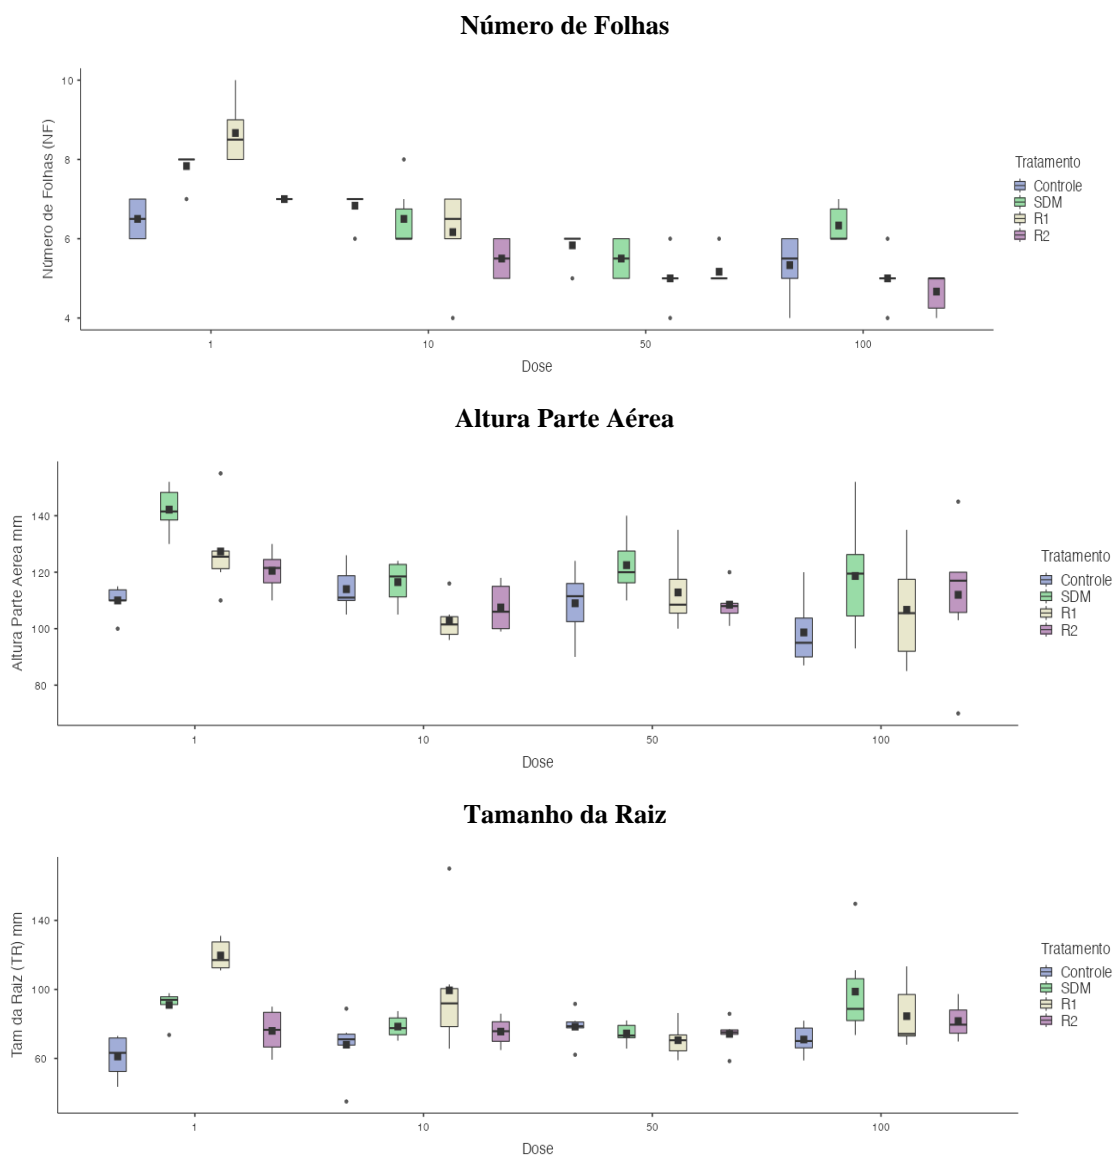 Número de Folhas
Número de Folhas (NF)
10
8
6
4
1
10
50
100
Dose
Tratamento
Controle
SDM
R1
R2
Altura Parte Aérea
Altura Parte Aerea mm
140
120
100
80
1
10
50
100
Dose
Tratamento
Controle
SDM
R1
R2
Tamanho da Raiz
Tam da Raiz (TR) mm
140
100
60
1
10
50
100
Dose
Tratamento
Controle
SDM
R1
R2